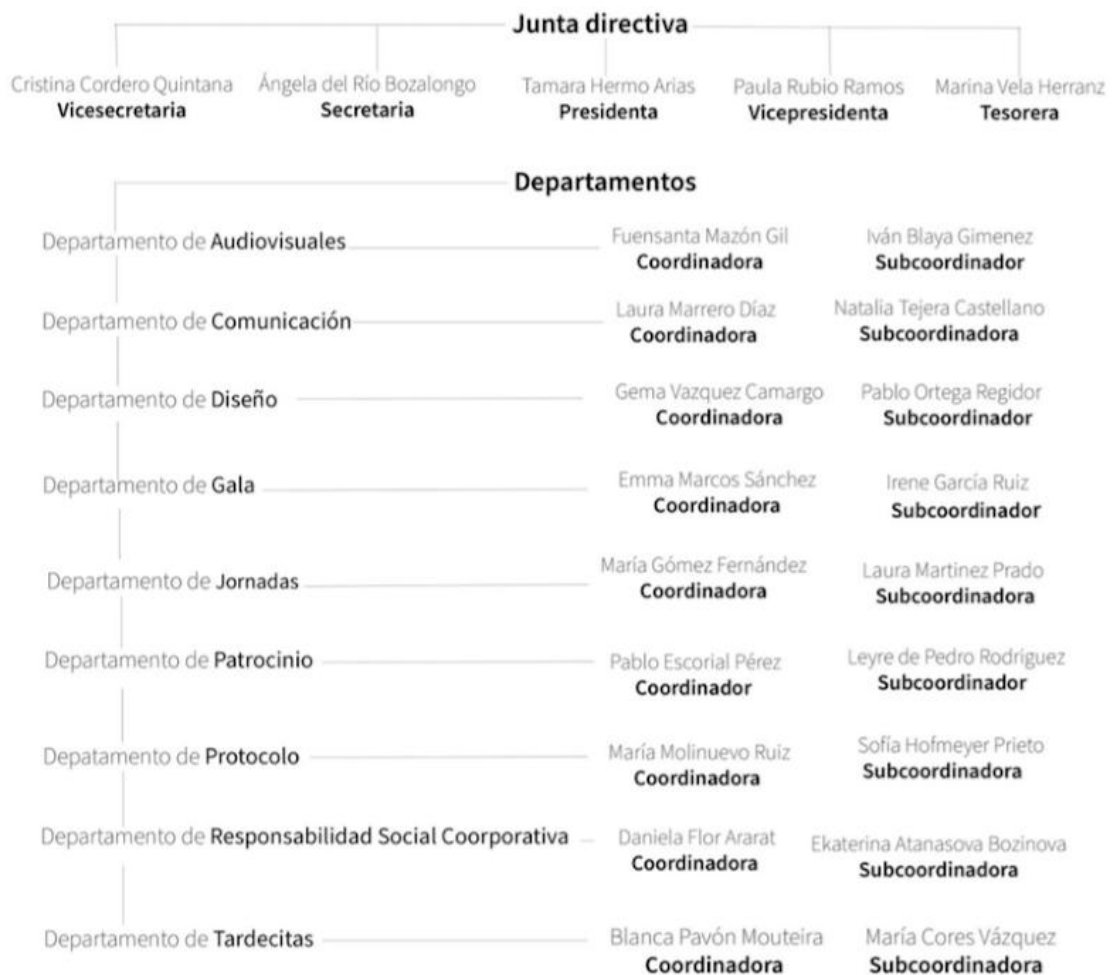 Junta directiva
Cristina Cordero Quintana Ángela del Río Bozalongo Tamara Hermo Arias Paula Rubio Ramos Marina Vela Herranz
Vicesecretaria Secretaria Presidenta Vicepresidenta Tesorera
Departamentos
Departamento de Audiovisuales Fuensanta Mazón Gil Iván Blaya Gimenez
Coordinadora Subcoordinador
Departamento de Comunicación Laura Marrero Díaz Natalia Tejera Castellano
Coordinadora Subcoordinadora
Departamento de Diseño Gema Vazquez Camargo Pablo Ortega Regidor
Coordinadora Subcoordinador
Departamento de Gala Emma Marcos Sánchez Irene García Ruiz
Coordinadora Subcoordinador
Departamento de Jornadas María Gómez Fernández Laura Martinez Prado
Coordinadora Subcoordinadora
Departamento de Patrocinio Pablo Escorial Pérez Leyre de Pedro Rodriguez
Coordinador Subcoordinador
Depatamento de Protocolo María Molinuevo Ruiz Sofía Hofmeyer Prieto
Coordinadora Subcoordinadora
Departamento de Responsabilidad Social Coorporativa Daniela Flor Ararat Ekaterina Atanasova Bozinova
Coordinadora Subcoordinadora
Departamento de Tardecitas Blanca Pavón Mouteira María Cores Vázquez
Coordinadora Subcoordinadora